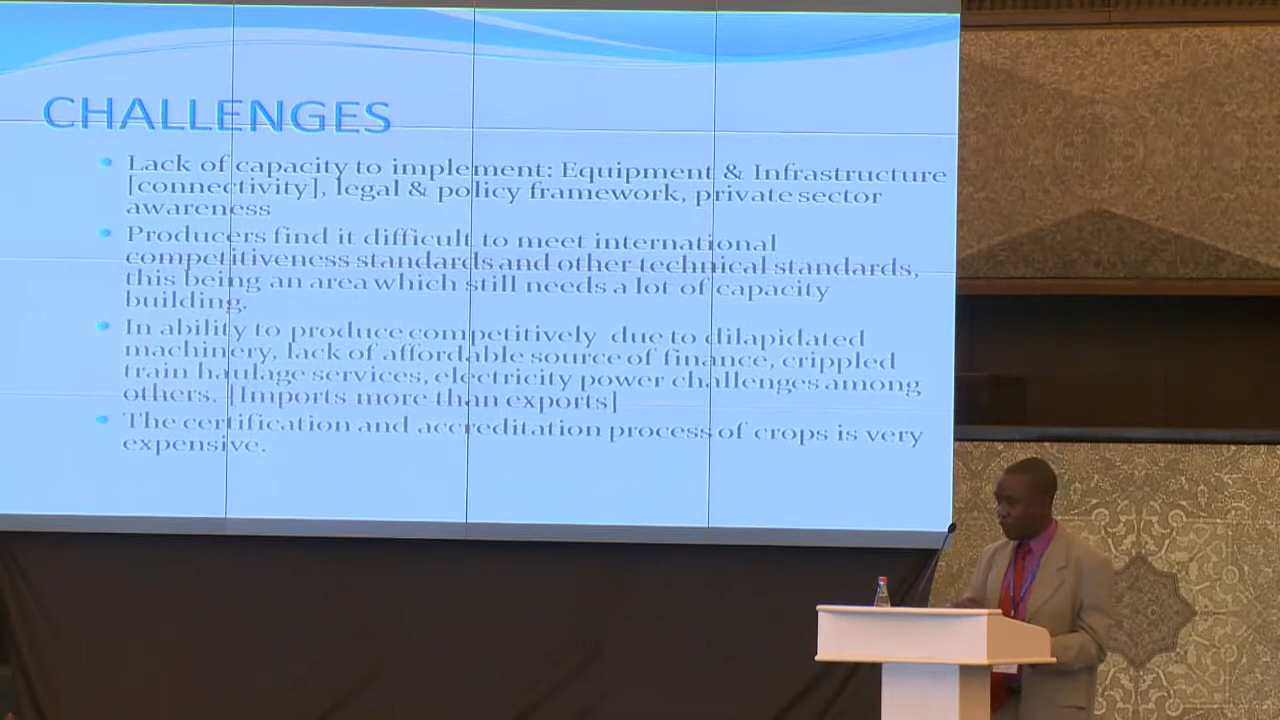 CHALLENGES
Lack of capacity to implement: Equipment & Infrastructure
[connectivity], legal & policy framework, private sector
awareness
Producers find it difficult to meet international
competitiveness standards and other technical standards,
this being an area which still needs a lot of capacity
building.
In ability to produce competitively due to dilapidated
machinery, lack of affordable source of finance, crippled
train haulage services, electricity power challenges among
others. [Imports more than exports]
The certification and accreditation process of crops is very
expensive.